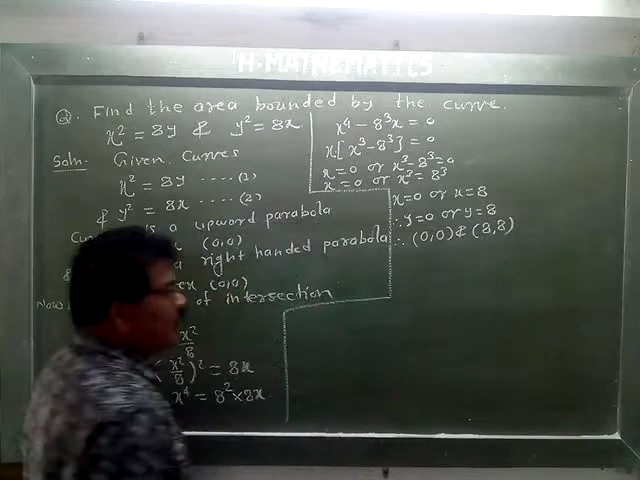 H-MATHEMATICS
Q. Find the area bounded by the curve.
x² = 8y & y² = 8x.
Soln. Given Curves
x² = 8y ..... (1)
& y² = 8x ..... (2)
is a upward parabola
(0,0)
& a right handed parabola
(0,0)
Now of intersection
x²/8
(x²/8)² = 8x
x⁴ = 8² × 8x
x⁴ − 8³x = 0
x[x³ − 8³] = 0
x = 0 or x³ − 8³ = 0
x = 0 or x³ = 8³
x = 0 or x = 8
∴ y = 0 or y = 8
∴ (0,0) & (8,8)